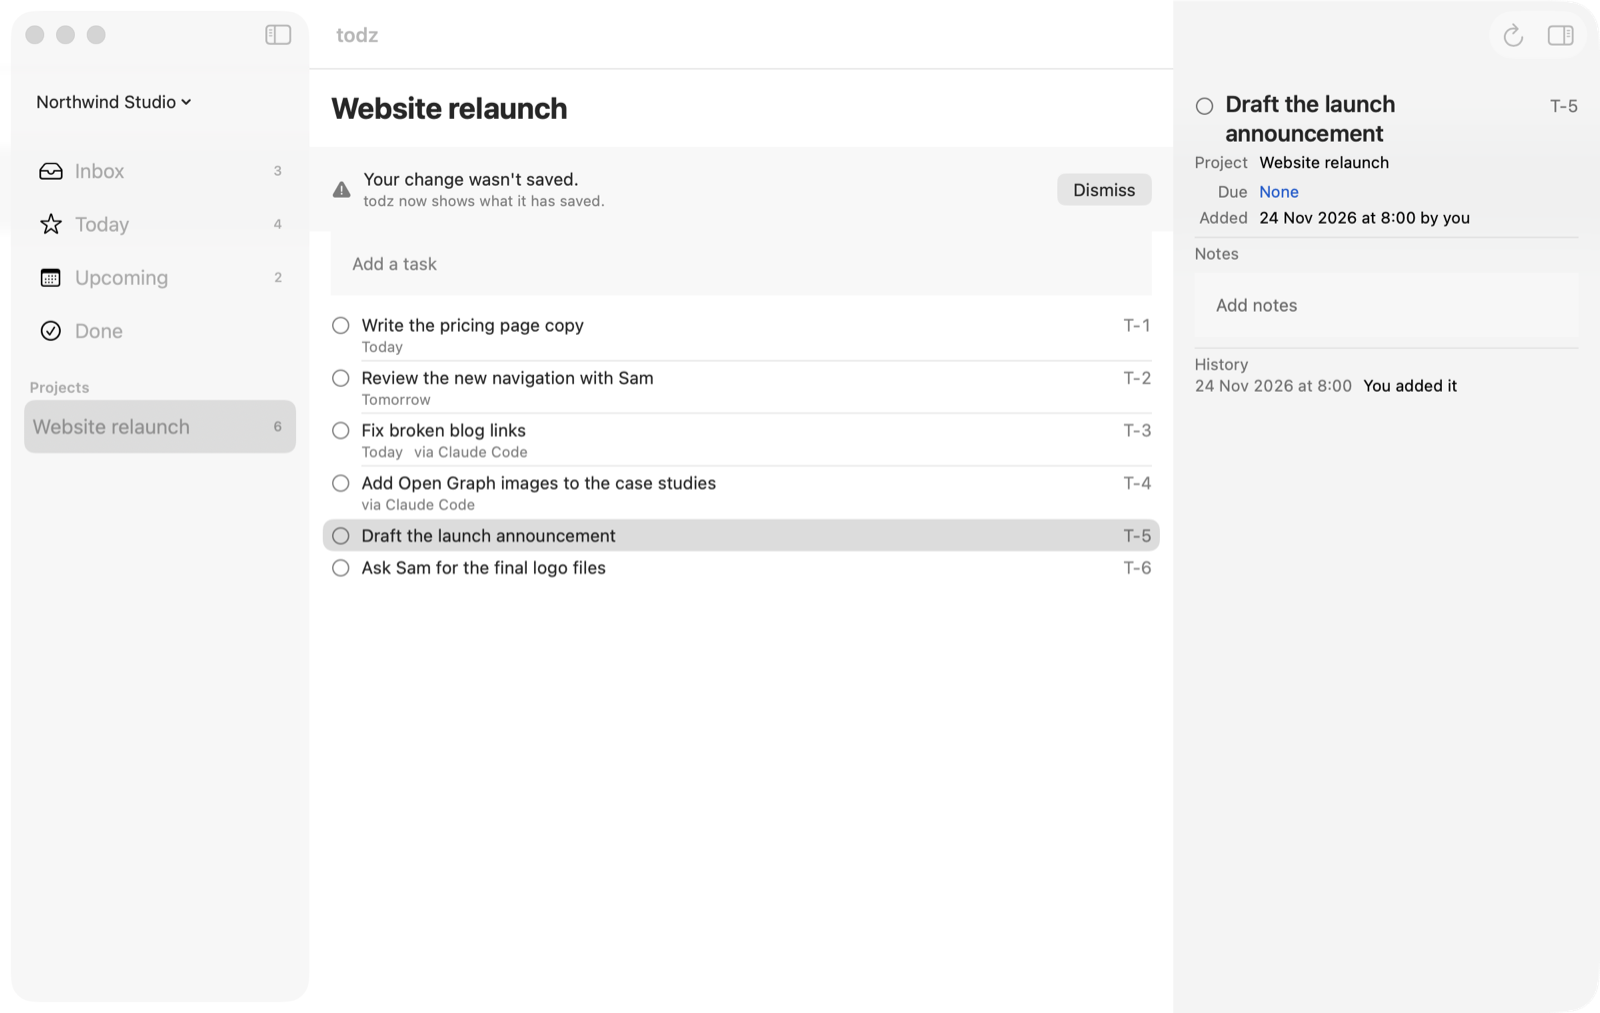 todz
Northwind Studio
Inbox 3
Today 4
Upcoming 2
Done
Projects
Website relaunch 6
Website relaunch
Your change wasn't saved.
todz now shows what it has saved.
Dismiss
Add a task
Write the pricing page copy T-1
Today
Review the new navigation with Sam T-2
Tomorrow
Fix broken blog links T-3
Today via Claude Code
Add Open Graph images to the case studies T-4
via Claude Code
Draft the launch announcement T-5
Ask Sam for the final logo files T-6
Draft the launch T-5
announcement
Project Website relaunch
Due None
Added 24 Nov 2026 at 8:00 by you
Notes
Add notes
History
24 Nov 2026 at 8:00 You added it